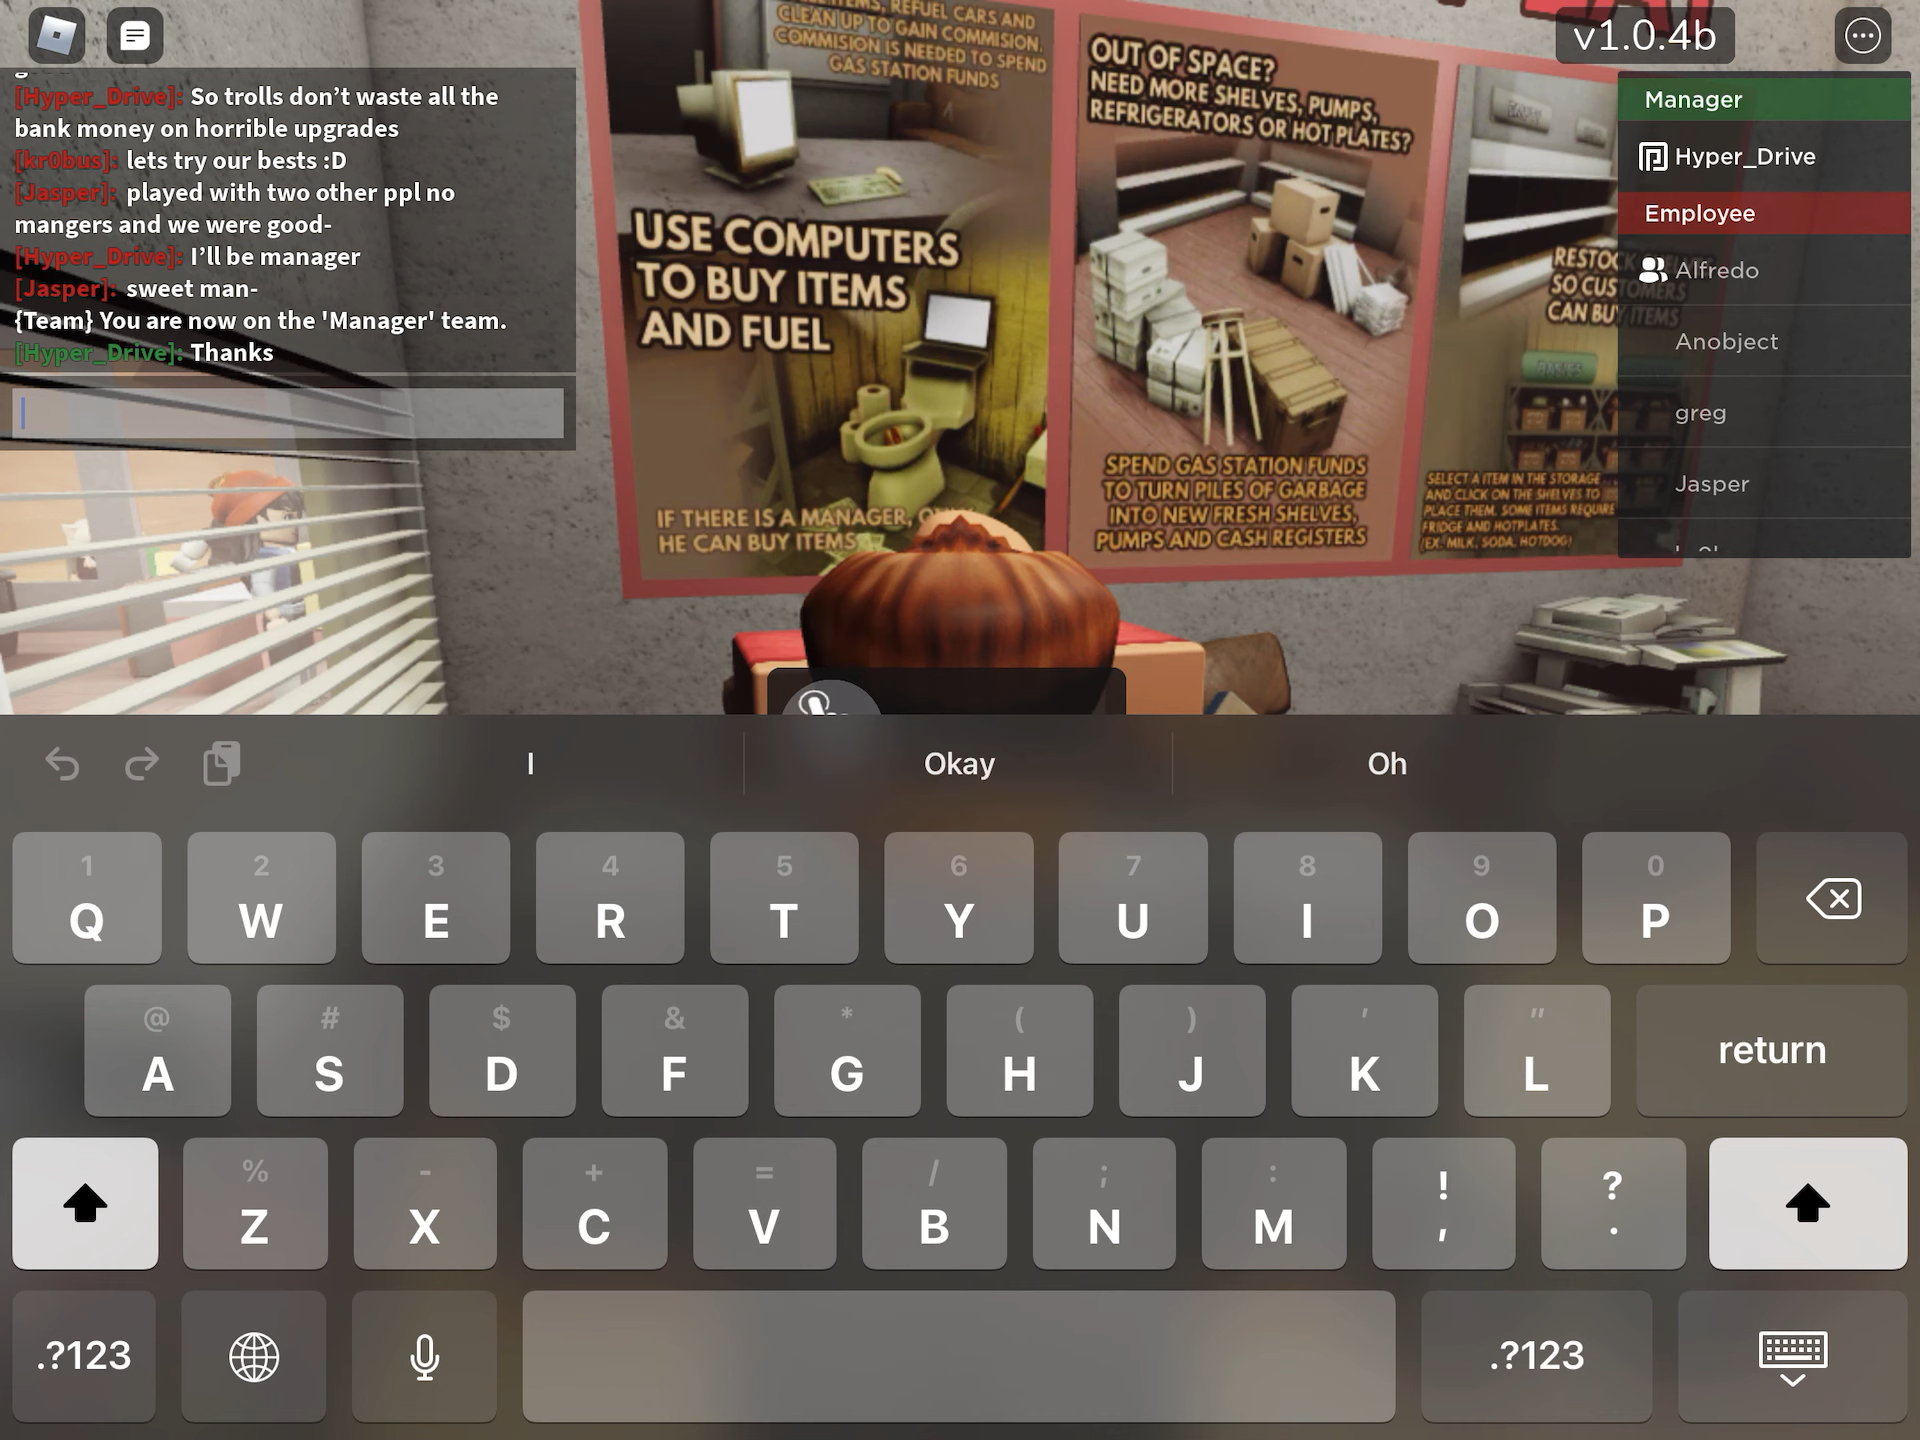 [Hyper_Drive]: So trolls don't waste all the
bank money on horrible upgrades
[kr0bus]: lets try our bests :D
[Jasper]: played with two other ppl no
mangers and we were good-
[Hyper_Drive]: I'll be manager
[Jasper]: sweet man-
{Team} You are now on the 'Manager' team.
[Hyper_Drive]: Thanks
ITEMS, REFUEL CARS AND
CLEAN UP TO GAIN COMMISION.
COMMISION IS NEEDED TO SPEND
GAS STATION FUNDS
USE COMPUTERS
TO BUY ITEMS
AND FUEL
IF THERE IS A MANAGER,
HE CAN BUY ITEMS
OUT OF SPACE?
NEED MORE SHELVES, PUMPS,
REFRIGERATORS OR HOT PLATES?
SPEND GAS STATION FUNDS
TO TURN PILES OF GARBAGE
INTO NEW FRESH SHELVES,
PUMPS AND CASH REGISTERS
RESTOCK
SO CUSTOMERS
CAN BUY ITEMS
BASICS
SELECT A ITEM IN THE STORAGE
AND CLICK ON THE SHELVES TO
PLACE THEM. SOME ITEMS REQUIRE
FRIDGE AND HOTPLATES.
(EX. MILK, SODA, HOTDOG)
v1.0.4b
Manager
Hyper_Drive
Employee
Alfredo
Anobject
greg
Jasper
I Okay Oh
1 2 3 4 5 6 7 8 9 0
Q W E R T Y U I O P
@ # $ & * ( ) ' "
A S D F G H J K L return
% - + = / ; : ! ?
Z X C V B N M , .
.?123 .?123